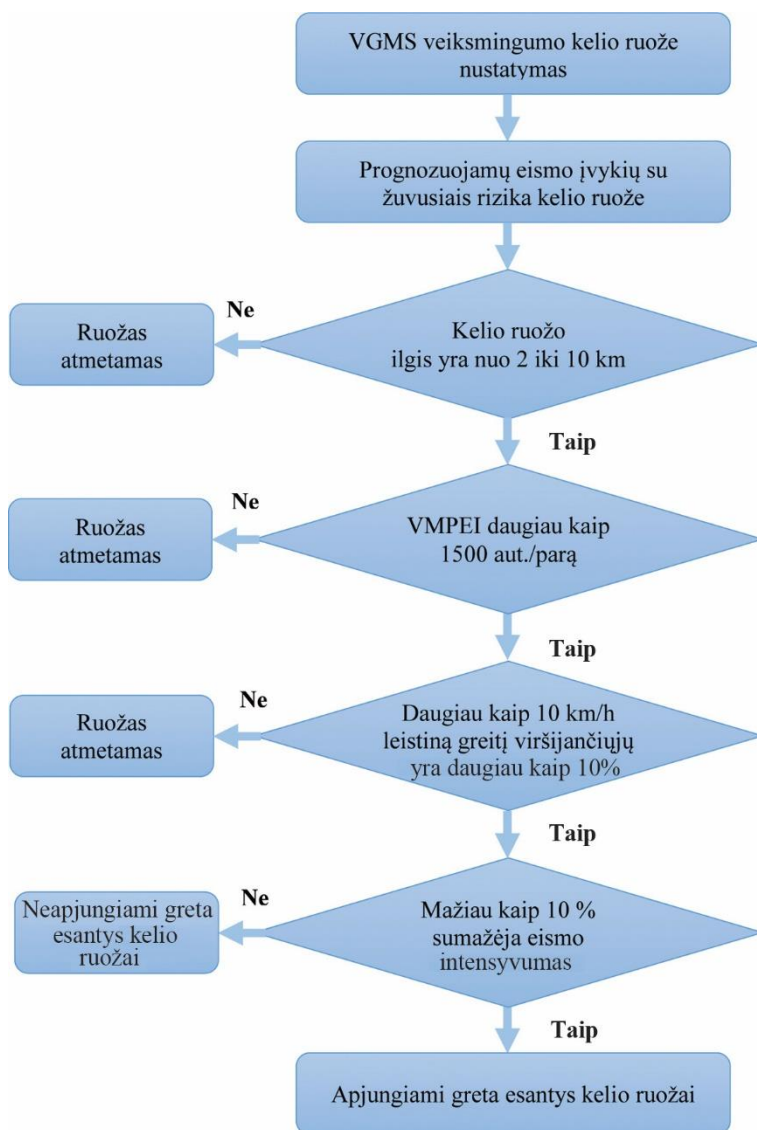 VGMS veiksmingumo kelio ruože
nustatymas
Prognozuojamų eismo įvykių su
žuvusiais rizika kelio ruože
Ne
Ruožas
atmetamas
Kelio ruožo
ilgis yra nuo 2 iki 10 km
Taip
Ne
Ruožas
atmetamas
VMPEI daugiau kaip
1500 aut./parą
Taip
Ne
Ruožas
atmetamas
Daugiau kaip 10 km/h
leistiną greitį viršijančiųjų
yra daugiau kaip 10%
Taip
Ne
Neapjungiami greta
esantys kelio
ruožai
Mažiau kaip 10 %
sumažėja eismo
intensyvumas
Taip
Apjungiami greta esantys kelio ruožai